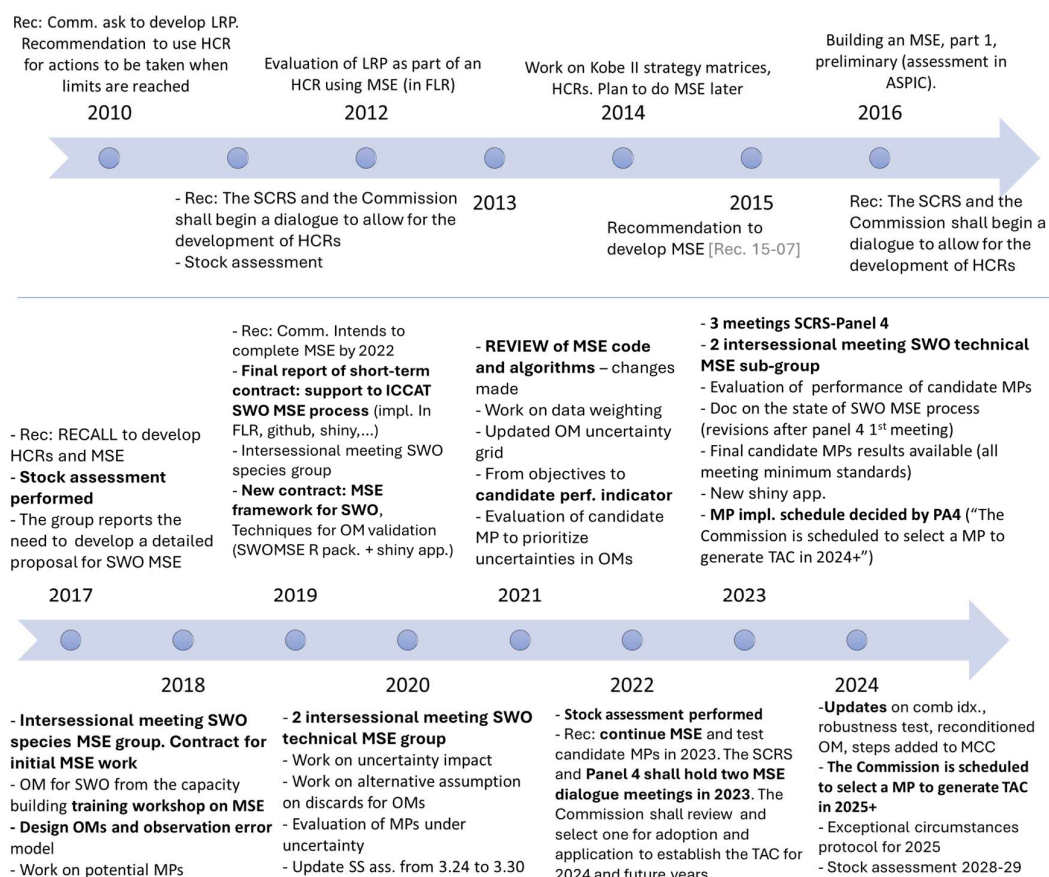 Rec: Comm. ask to develop LRP.
Recommendation to use HCR
for actions to be taken when
limits are reached
2010
Evaluation of LRP as part of an
HCR using MSE (in FLR)
2012
Work on Kobe II strategy matrices,
HCRs. Plan to do MSE later
2014
Building an MSE, part 1,
preliminary (assessment in
ASPIC).
2016
- Rec: The SCRS and the Commission
shall begin a dialogue to allow for the
development of HCRs
- Stock assessment
2013
2015
Recommendation to
develop MSE [Rec. 15-07]
Rec: The SCRS and the
Commission shall begin a
dialogue to allow for the
development of HCRs
- Rec: RECALL to develop
HCRs and MSE
- Stock assessment
performed
- The group reports the
need to develop a detailed
proposal for SWO MSE
2017
- Rec: Comm. Intends to
complete MSE by 2022
- Final report of short-term
contract: support to ICCAT
SWO MSE process (impl. In
FLR, github, shiny,...)
- Intersessional meeting SWO
species group
- New contract: MSE
framework for SWO,
Techniques for OM validation
(SWOMSE R pack. + shiny app.)
2019
- REVIEW of MSE code
and algorithms – changes
made
- Work on data weighting
- Updated OM uncertainty
grid
- From objectives to
candidate perf. indicator
- Evaluation of candidate
MP to prioritize
uncertainties in OMs
2021
- 3 meetings SCRS-Panel 4
- 2 intersessional meeting SWO technical
MSE sub-group
- Evaluation of performance of candidate MPs
- Doc on the state of SWO MSE process
(revisions after panel 4 1st meeting)
- Final candidate MPs results available (all
meeting minimum standards)
- New shiny app.
- MP impl. schedule decided by PA4 (“The
Commission is scheduled to select a MP to
generate TAC in 2024+”)
2023
2018
- Intersessional meeting SWO
species MSE group. Contract for
initial MSE work
- OM for SWO from the capacity
building training workshop on MSE
- Design OMs and observation error
model
- Work on potential MPs
2020
- 2 intersessional meeting SWO
technical MSE group
- Work on uncertainty impact
- Work on alternative assumption
on discards for OMs
- Evaluation of MPs under
uncertainty
- Update SS ass. from 3.24 to 3.30
2022
- Stock assessment performed
- Rec: continue MSE and test
candidate MPs in 2023. The SCRS
and Panel 4 shall hold two MSE
dialogue meetings in 2023. The
Commission shall review and
select one for adoption and
application to establish the TAC for
2024 and future years
2024
-Updates on comb idx.,
robustness test, reconditioned
OM, steps added to MCC
- The Commission is scheduled
to select a MP to generate TAC
in 2025+
- Exceptional circumstances
protocol for 2025
- Stock assessment 2028-29